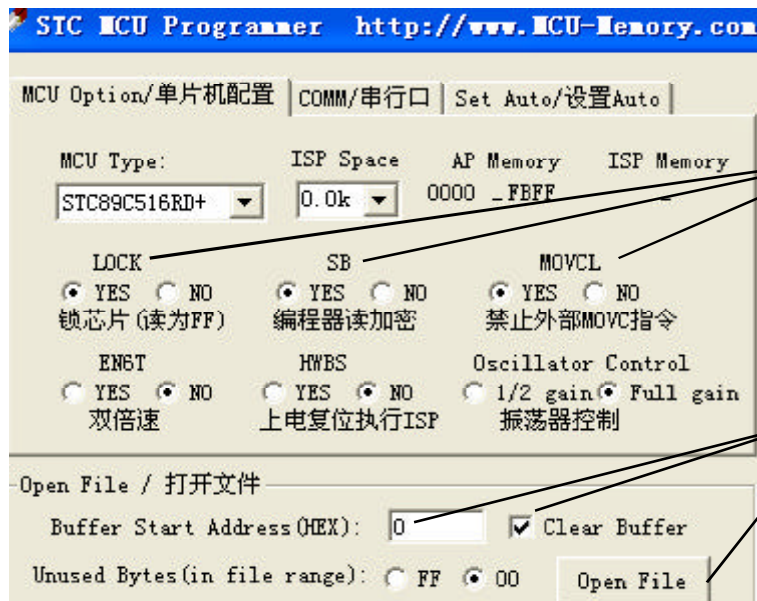 STC MCU Programmer http://www.MCU-Memory.com
MCU Option/单片机配置 COMM/串行口 Set Auto/设置Auto
MCU Type: ISP Space AP Memory ISP Memory
STC89C516RD+ 0.0k 0000 _FBFF _
LOCK SB MOVCL
YES NO YES NO YES NO
锁芯片(读为FF) 编程器读加密 禁止外部MOVC指令
EN6T HWBS Oscillator Control
YES NO YES NO 1/2 gain Full gain
双倍速 上电复位执行ISP 振荡器控制
Open File / 打开文件
Buffer Start Address(HEX): 0 Clear Buffer
Unused Bytes(in file range): FF 00 Open File